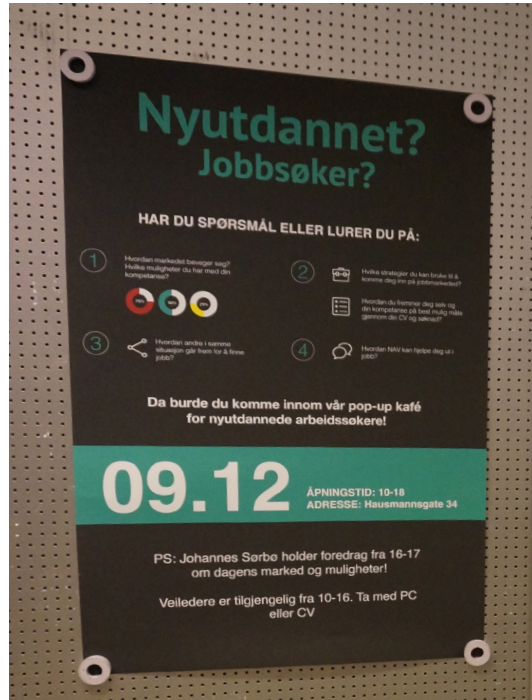 Nyutdannet?
Jobbsøker?
HAR DU SPØRSMÅL ELLER LURER DU PÅ:
1
Hvordan markedet beveger seg?
Hvilke muligheter du har med din
kompetanse?
2
Hvilke strategier du kan bruke til å
komme deg inn på jobbmarkedet?
Hvordan du fremmer deg selv og
din kompetanse på best mulig måte
gjennom din CV og søknad?
3
Hvordan andre i samme
situasjon går frem for å finne
jobb?
4
Hvordan NAV kan hjelpe deg ut i
jobb?
Da burde du komme innom vår pop-up kafé
for nyutdannede arbeidssøkere!
09.12
ÅPNINGSTID: 10-18
ADRESSE: Hausmannsgate 34
PS: Johannes Sørbø holder foredrag fra 16-17
om dagens marked og muligheter!
Veiledere er tilgjengelig fra 10-16. Ta med PC
eller CV